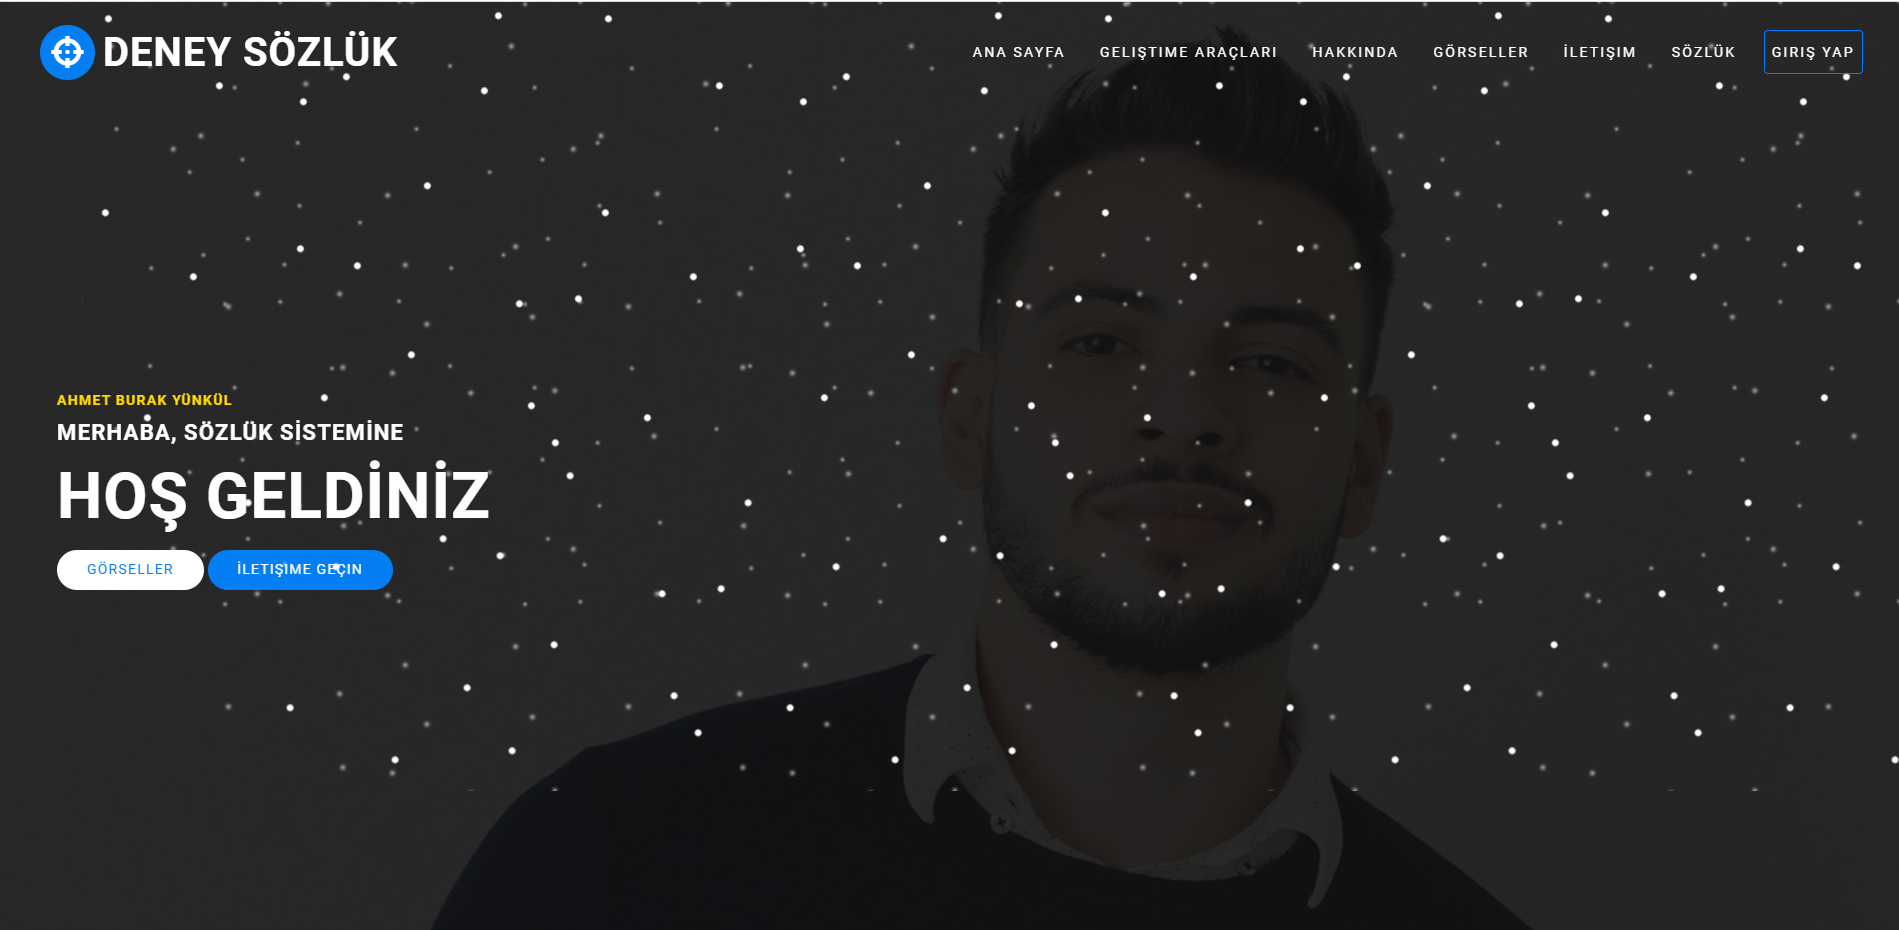 DENEY SÖZLÜK
ANA SAYFA GELIŞTIME ARAÇLARI HAKKINDA GÖRSELLER İLETIŞIM SÖZLÜK GIRIŞ YAP
AHMET BURAK YÜNKÜL
MERHABA, SÖZLÜK SİSTEMİNE
HOŞ GELDİNİZ
GÖRSELLER İLETIŞIME GEÇIN